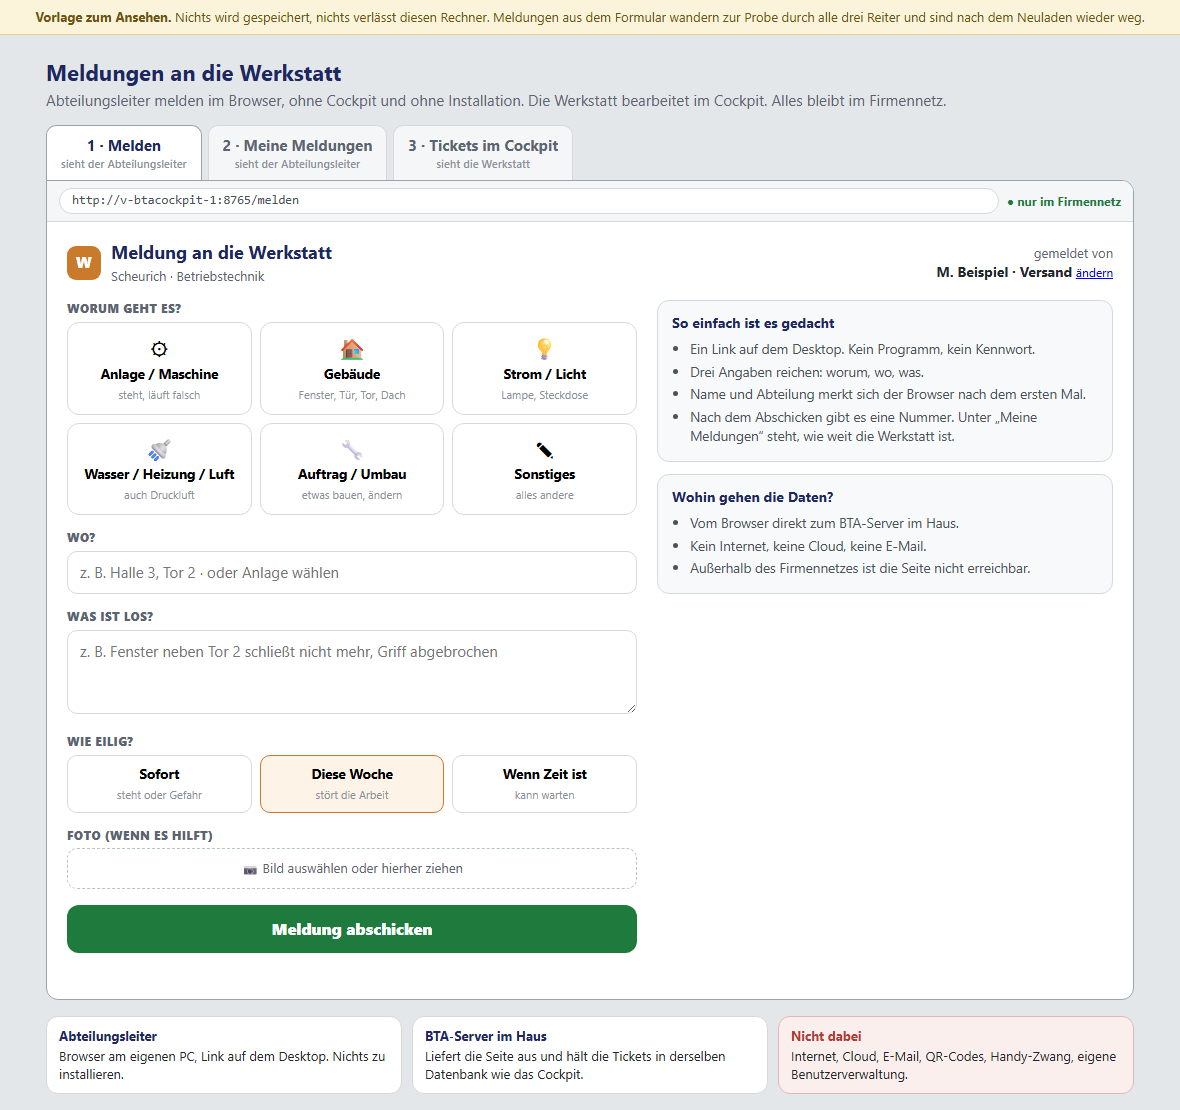 Vorlage zum Ansehen. Nichts wird gespeichert, nichts verlässt diesen Rechner. Meldungen aus dem Formular wandern zur Probe durch alle drei Reiter und sind nach dem Neuladen wieder weg.
Meldungen an die Werkstatt
Abteilungsleiter melden im Browser, ohne Cockpit und ohne Installation. Die Werkstatt bearbeitet im Cockpit. Alles bleibt im Firmennetz.
1 · Melden
sieht der Abteilungsleiter
2 · Meine Meldungen
sieht der Abteilungsleiter
3 · Tickets im Cockpit
sieht die Werkstatt
http://v-btacockpit-1:8765/melden
● nur im Firmennetz
W
Meldung an die Werkstatt
Scheurich · Betriebstechnik
gemeldet von
M. Beispiel · Versand ändern
WORUM GEHT ES?
Anlage / Maschine
steht, läuft falsch
Gebäude
Fenster, Tür, Tor, Dach
Strom / Licht
Lampe, Steckdose
Wasser / Heizung / Luft
auch Druckluft
Auftrag / Umbau
etwas bauen, ändern
Sonstiges
alles andere
WO?
z. B. Halle 3, Tor 2 · oder Anlage wählen
WAS IST LOS?
z. B. Fenster neben Tor 2 schließt nicht mehr, Griff abgebrochen
WIE EILIG?
Sofort
steht oder Gefahr
Diese Woche
stört die Arbeit
Wenn Zeit ist
kann warten
FOTO (WENN ES HILFT)
Bild auswählen oder hierher ziehen
Meldung abschicken
So einfach ist es gedacht
• Ein Link auf dem Desktop. Kein Programm, kein Kennwort.
• Drei Angaben reichen: worum, wo, was.
• Name und Abteilung merkt sich der Browser nach dem ersten Mal.
• Nach dem Abschicken gibt es eine Nummer. Unter „Meine
Meldungen“ steht, wie weit die Werkstatt ist.
Wohin gehen die Daten?
• Vom Browser direkt zum BTA-Server im Haus.
• Kein Internet, keine Cloud, keine E-Mail.
• Außerhalb des Firmennetzes ist die Seite nicht erreichbar.
Abteilungsleiter
Browser am eigenen PC, Link auf dem Desktop. Nichts zu
installieren.
BTA-Server im Haus
Liefert die Seite aus und hält die Tickets in derselben
Datenbank wie das Cockpit.
Nicht dabei
Internet, Cloud, E-Mail, QR-Codes, Handy-Zwang, eigene
Benutzerverwaltung.